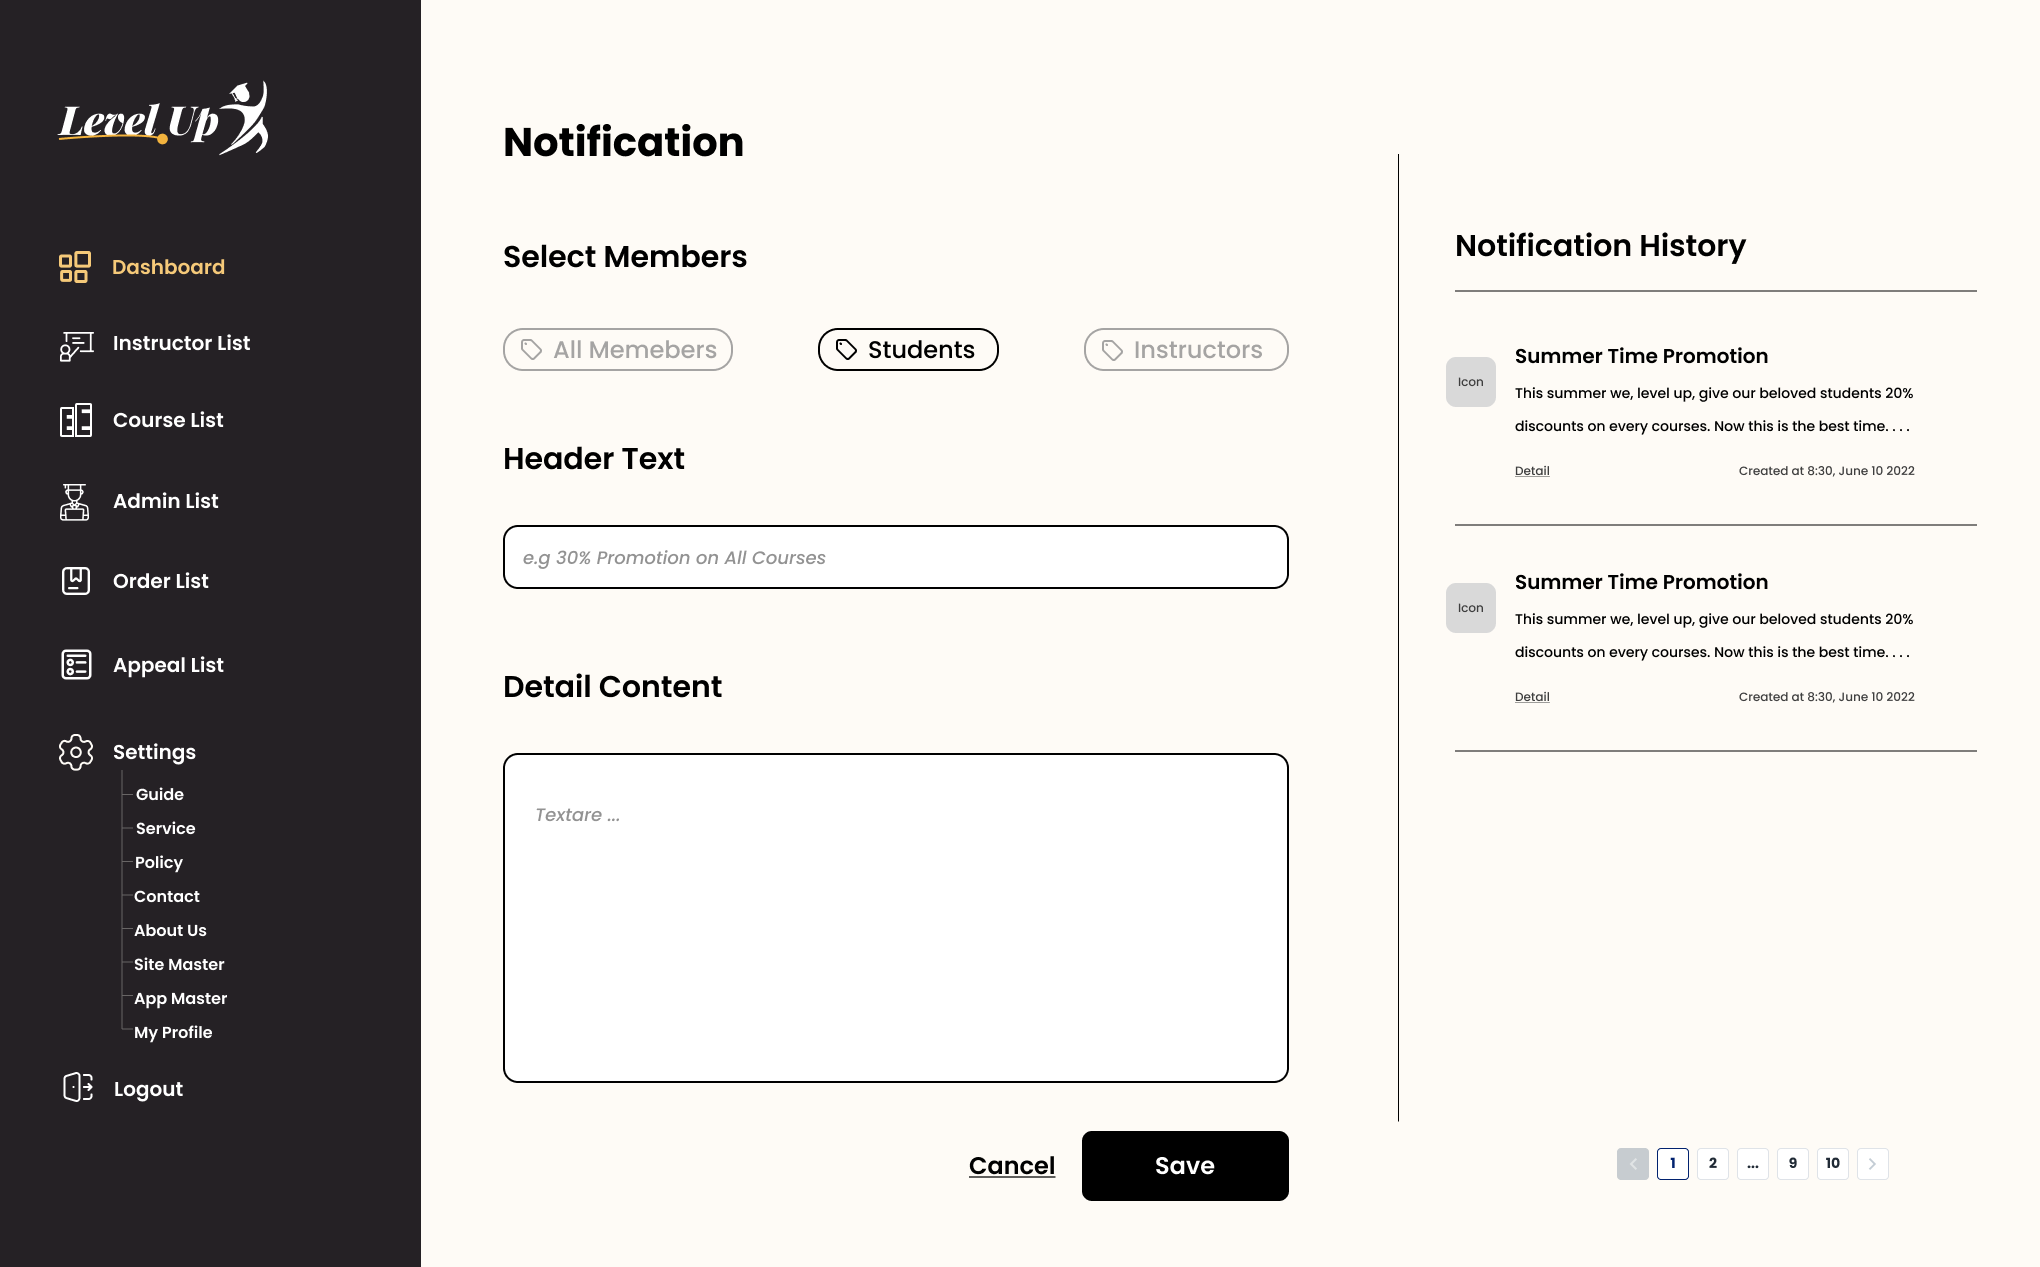 Level Up
Dashboard
Instructor List
Course List
Admin List
Order List
Appeal List
Settings
Guide
Service
Policy
Contact
About Us
Site Master
App Master
My Profile
Logout
Notification
Select Members
All Memebers
Students
Instructors
Header Text
e.g 30% Promotion on All Courses
Detail Content
Textare ...
Cancel
Save
Notification History
Icon
Summer Time Promotion
This summer we, level up, give our beloved students 20%
discounts on every courses. Now this is the best time. . . .
Detail
Created at 8:30, June 10 2022
Icon
Summer Time Promotion
This summer we, level up, give our beloved students 20%
discounts on every courses. Now this is the best time. . . .
Detail
Created at 8:30, June 10 2022
1 2 ... 9 10